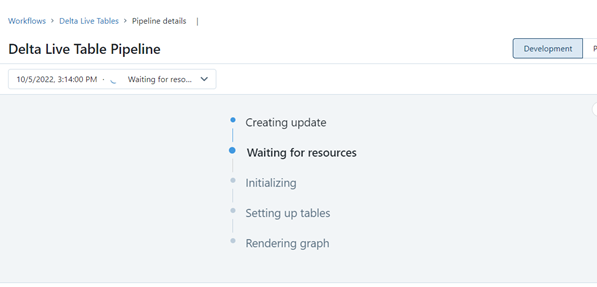 Workflows > Delta Live Tables > Pipeline details |
Delta Live Table Pipeline
Development P
10/5/2022, 3:14:00 PM · Waiting for reso...
Creating update
Waiting for resources
Initializing
Setting up tables
Rendering graph